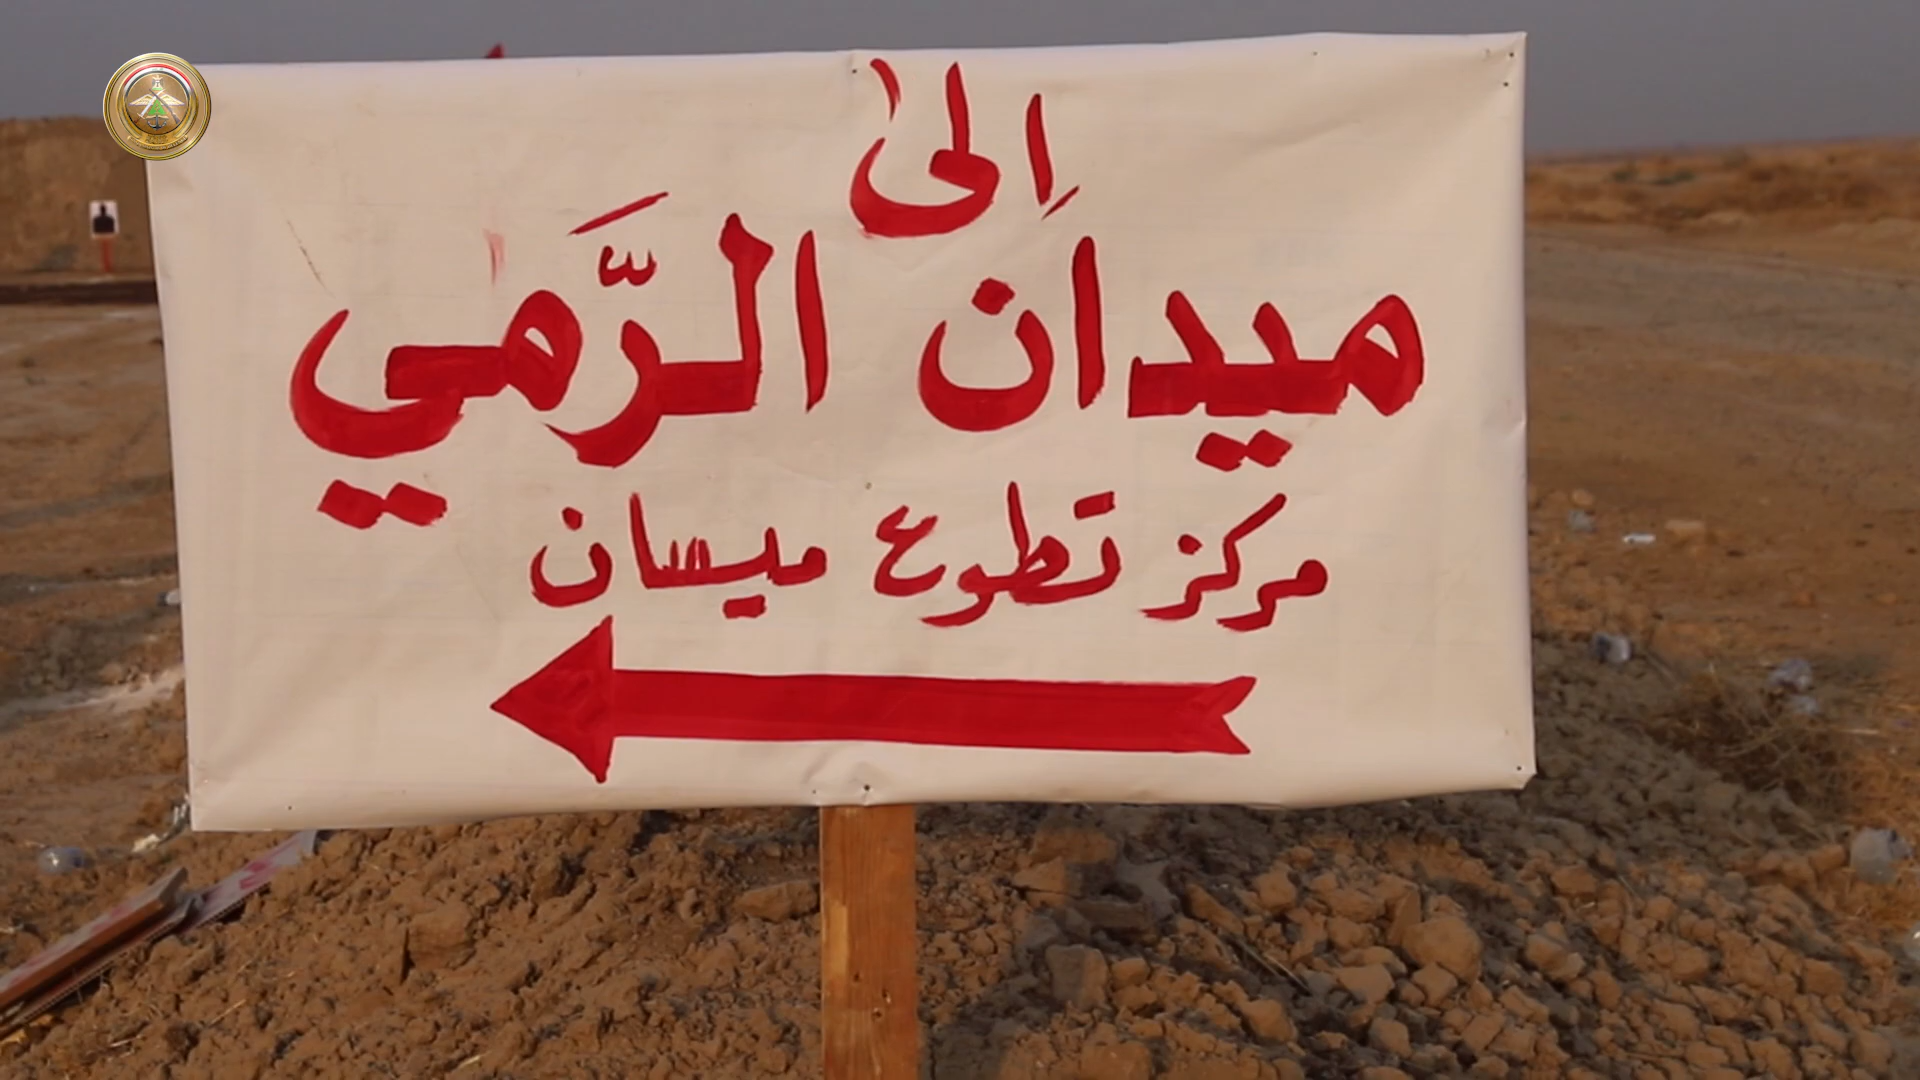 إلى
ميدان الرَّمي
مركز تطوع ميسان